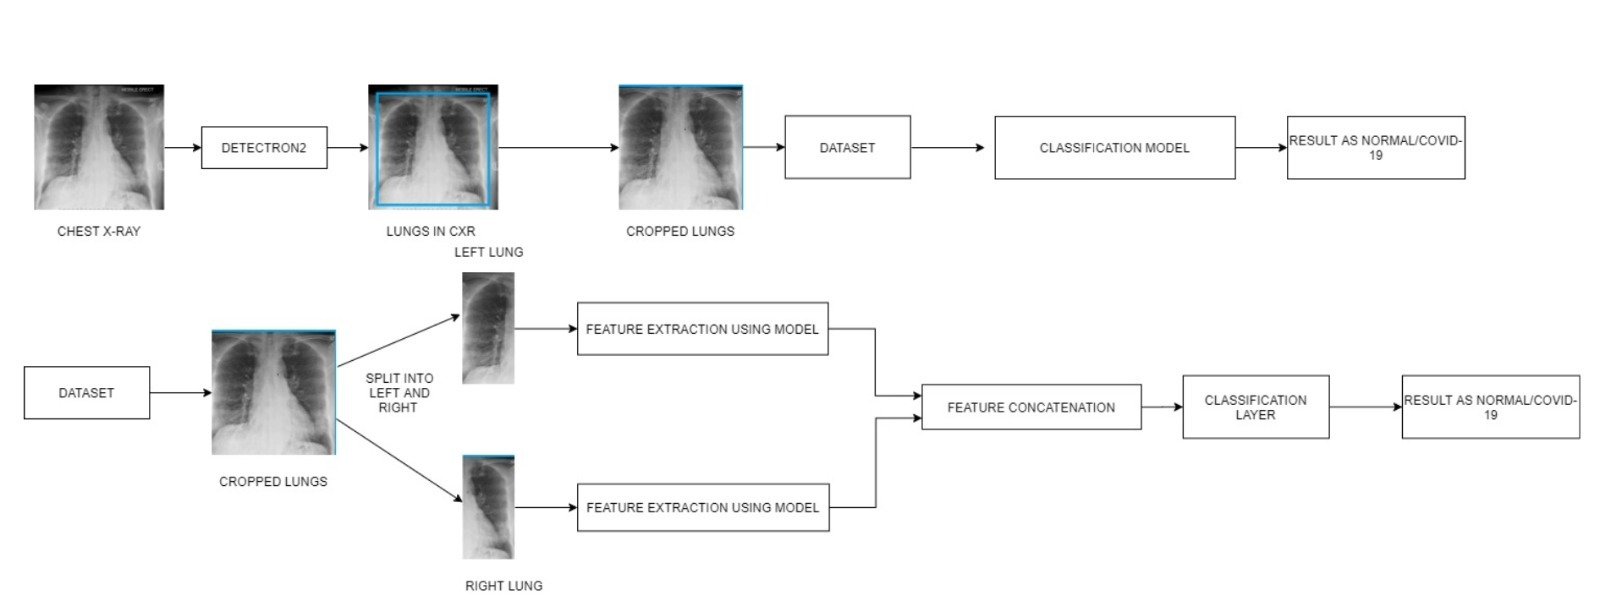 DETECTRON2
DATASET
CLASSIFICATION MODEL
RESULT AS NORMAL/COVID-
19
CHEST X-RAY
LUNGS IN CXR
CROPPED LUNGS
LEFT LUNG
DATASET
CROPPED LUNGS
SPLIT INTO
LEFT AND
RIGHT
FEATURE EXTRACTION USING MODEL
FEATURE EXTRACTION USING MODEL
RIGHT LUNG
FEATURE CONCATENATION
CLASSIFICATION
LAYER
RESULT AS NORMAL/COVID-
19